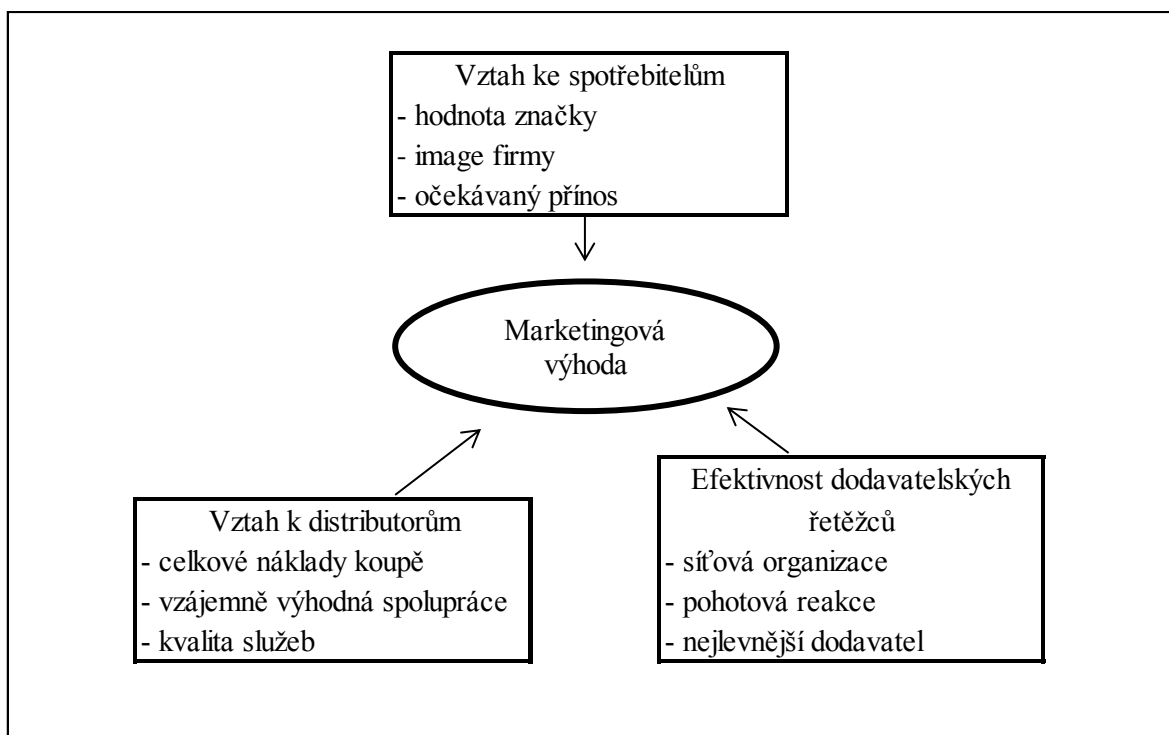 Vztah ke spotřebitelům
- hodnota značky
- image firmy
- očekávaný přínos
Marketingová
výhoda
Vztah k distributorům
- celkové náklady koupě
- vzájemně výhodná spolupráce
- kvalita služeb
Efektivnost dodavatelských
řetěžců
- síťová organizace
- pohotová reakce
- nejlevnější dodavatel